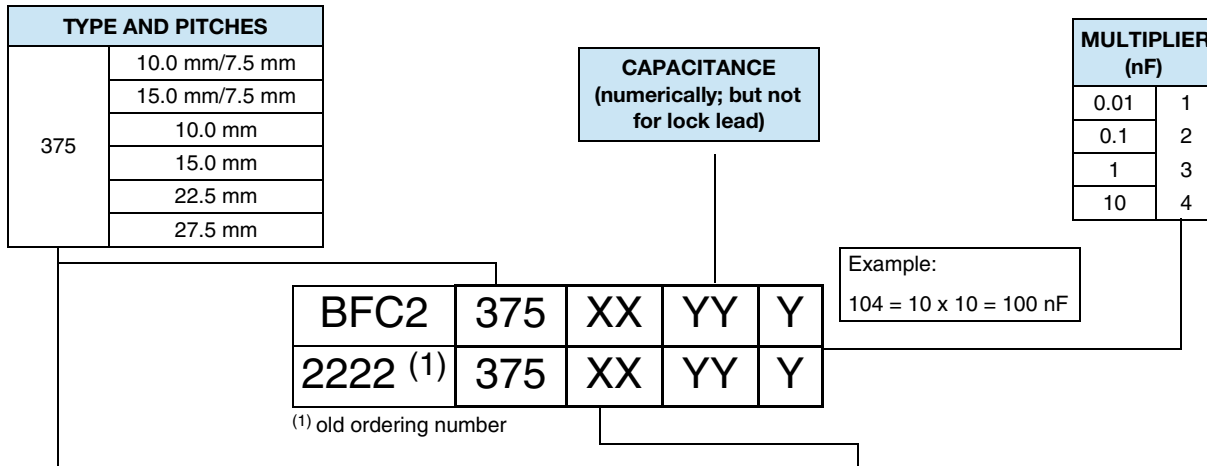 TYPE AND PITCHES
375
10.0 mm/7.5 mm
15.0 mm/7.5 mm
10.0 mm
15.0 mm
22.5 mm
27.5 mm
CAPACITANCE
(numerically; but not
for lock lead)
MULTIPLIER
(nF)
0.01 1
0.1 2
1 3
10 4
Example:
104 = 10 x 10 = 100 nF
BFC2 375 XX YY Y
2222 (1) 375 XX YY Y
(1) old ordering number